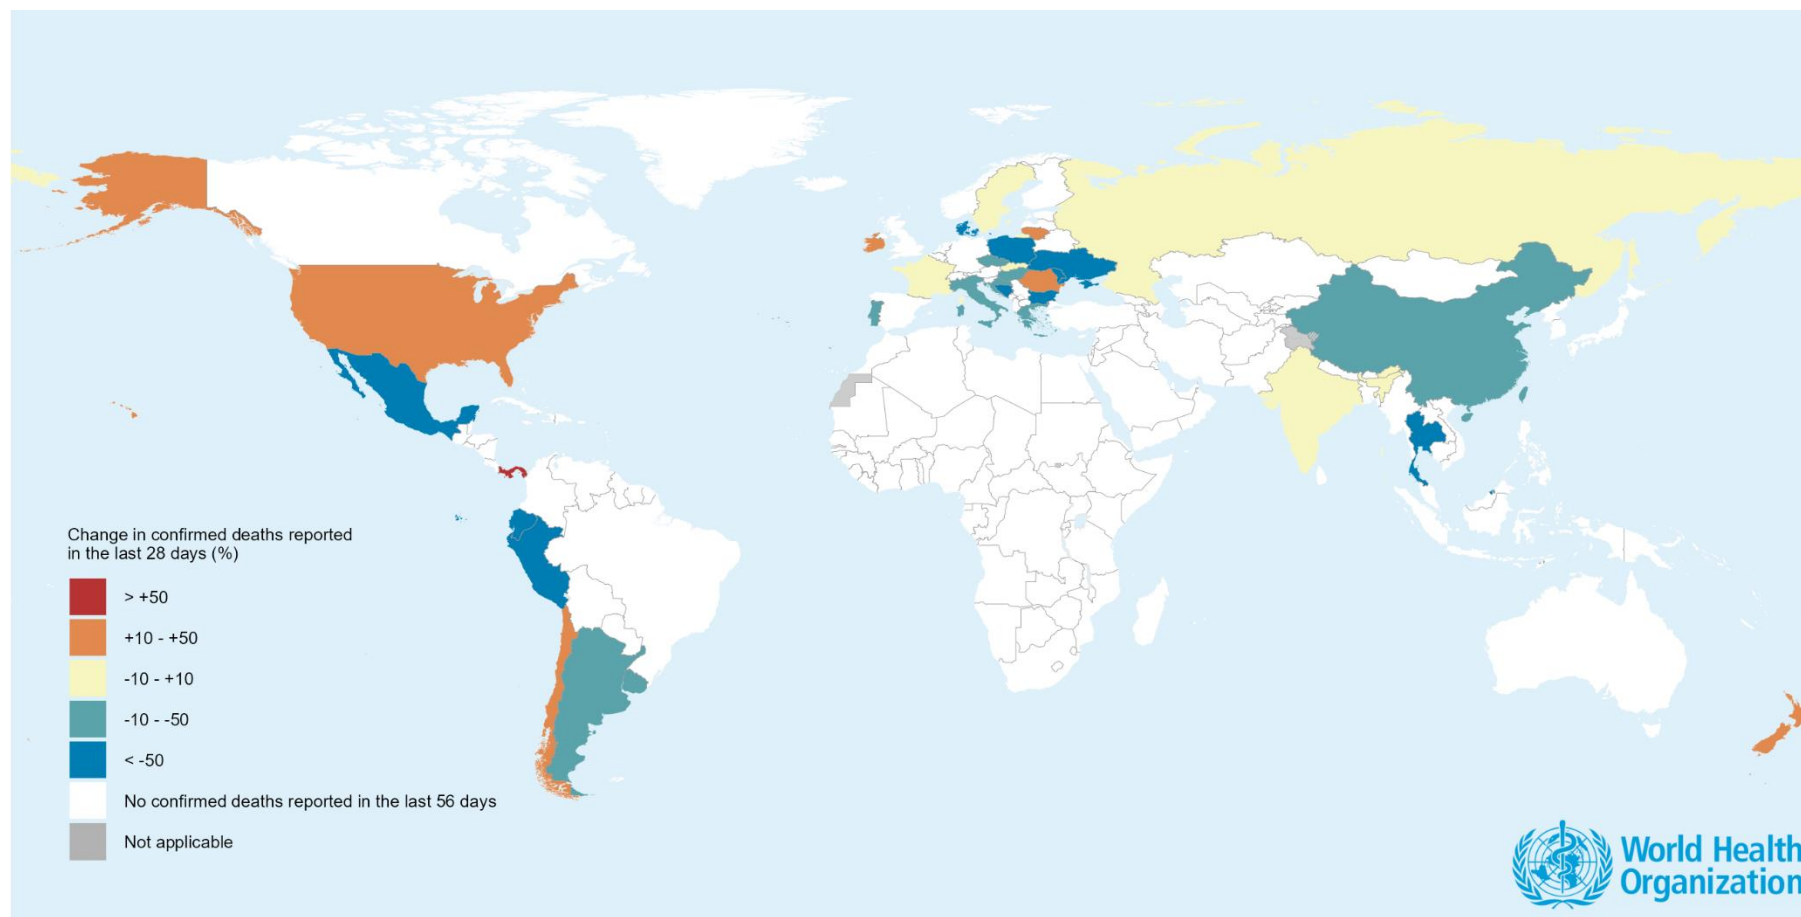 Change in confirmed deaths reported
in the last 28 days (%)
> +50
+10 - +50
-10 - +10
-10 - -50
< -50
No confirmed deaths reported in the last 56 days
Not applicable
World Health
Organization